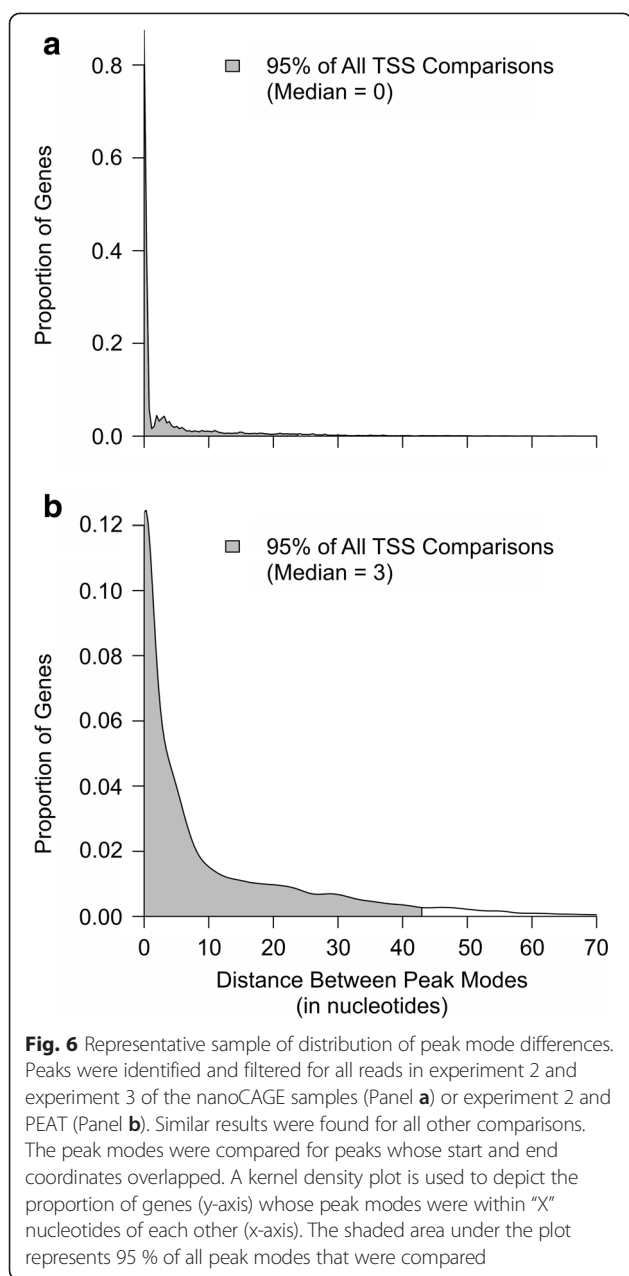 a
95% of All TSS Comparisons
(Median = 0)
Proportion of Genes
0.8
0.6
0.4
0.2
0.0
b
95% of All TSS Comparisons
(Median = 3)
Proportion of Genes
0.12
0.10
0.08
0.06
0.04
0.02
0.00
0 10 20 30 40 50 60 70
Distance Between Peak Modes
(in nucleotides)
Fig. 6 Representative sample of distribution of peak mode differences.
Peaks were identified and filtered for all reads in experiment 2 and
experiment 3 of the nanoCAGE samples (Panel a) or experiment 2 and
PEAT (Panel b). Similar results were found for all other comparisons.
The peak modes were compared for peaks whose start and end
coordinates overlapped. A kernel density plot is used to depict the
proportion of genes (y-axis) whose peak modes were within “X”
nucleotides of each other (x-axis). The shaded area under the plot
represents 95 % of all peak modes that were compared